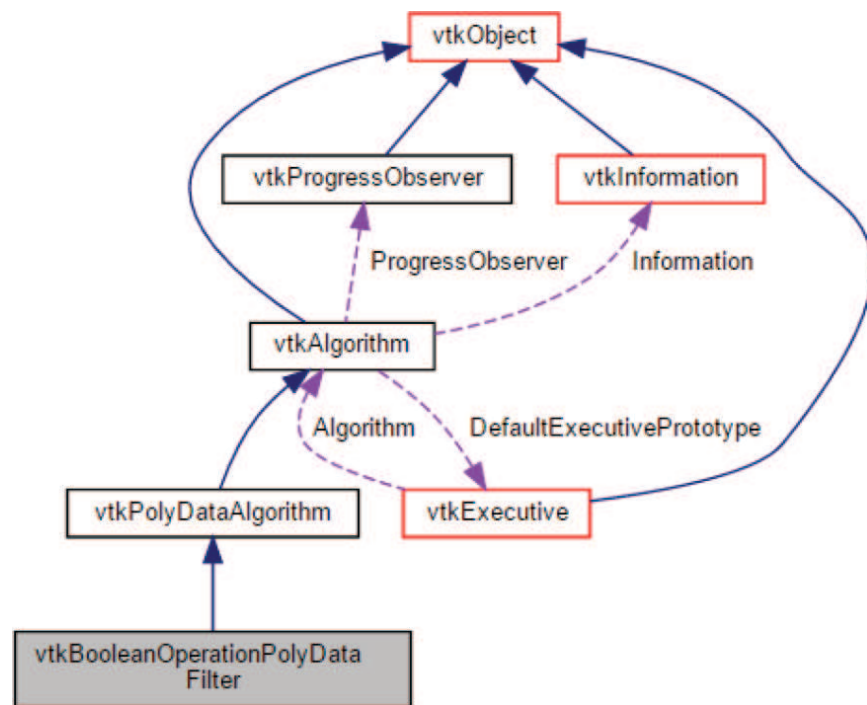 vtkObject
vtkProgressObserver
vtkInformation
ProgressObserver
Information
vtkAlgorithm
Algorithm
DefaultExecutivePrototype
vtkPolyDataAlgorithm
vtkExecutive
vtkBooleanOperationPolyData
Filter